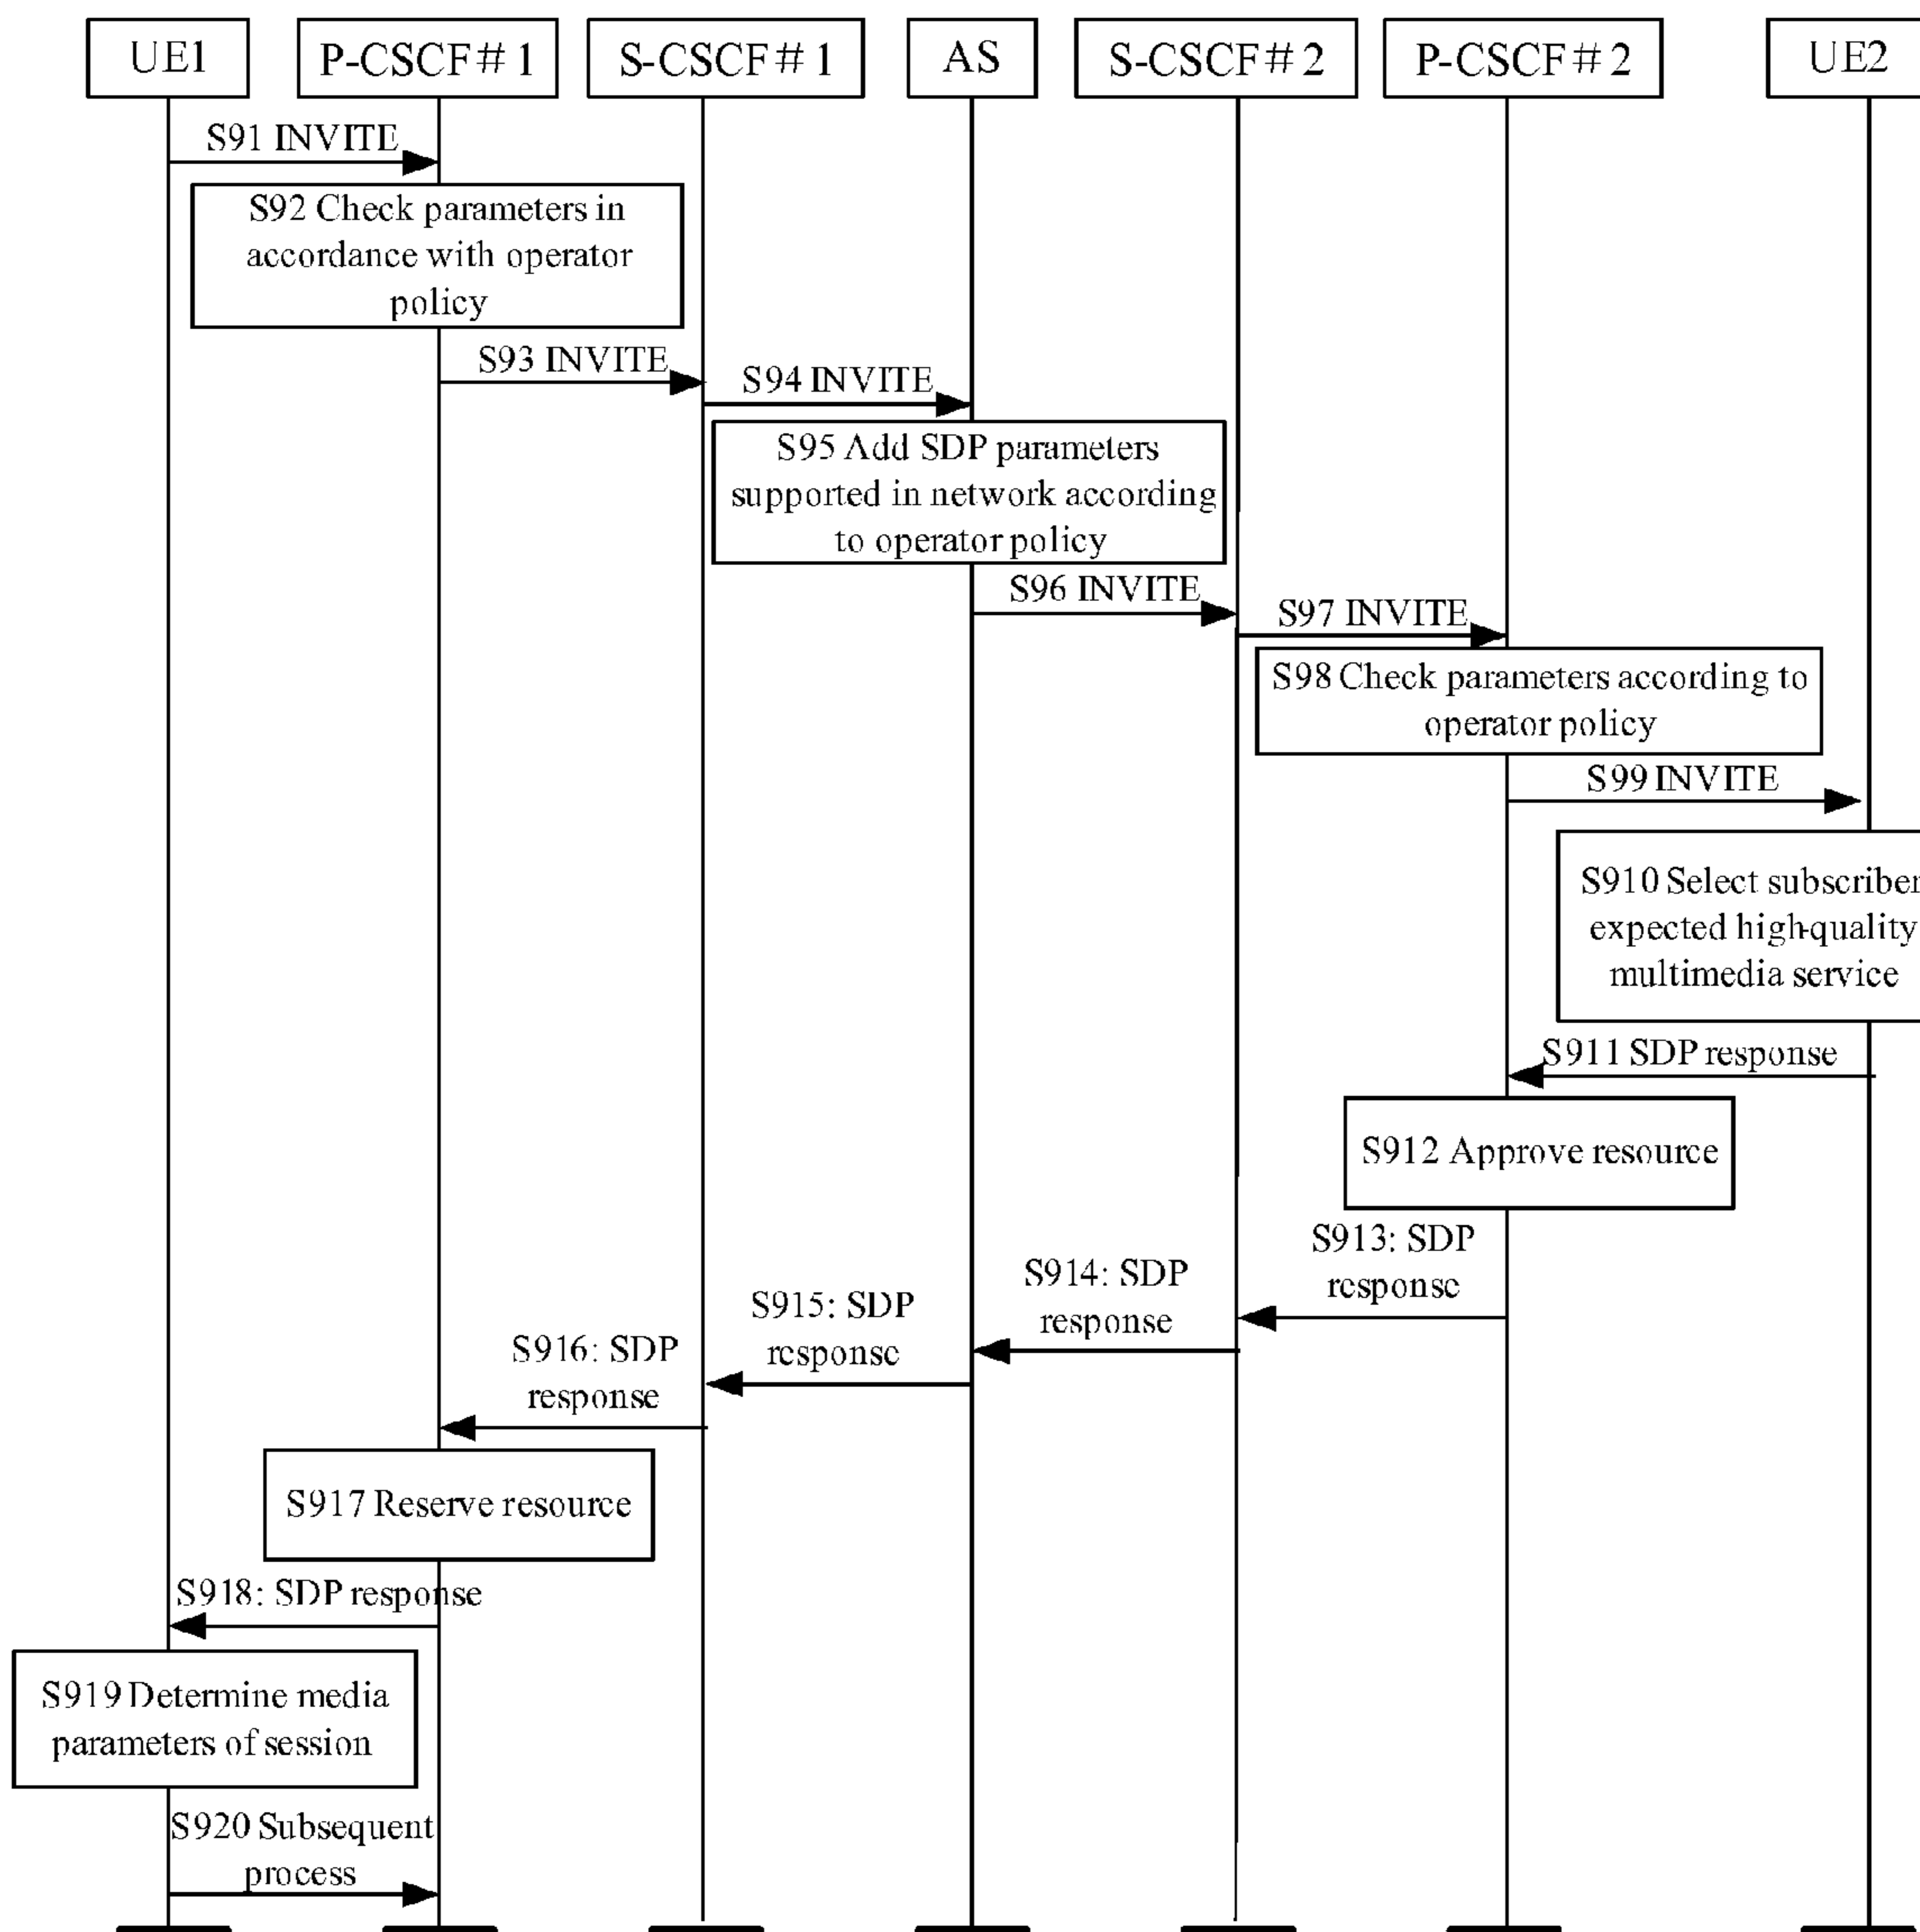 UE1
P-CSCF#1
S-CSCF#1
AS
S-CSCF#2
P-CSCF#2
UE2
S91 INVITE
S92 Check parameters in
accordance with operator
policy
S93 INVITE
S94 INVITE
S95 Add SDP parameters
supported in network according
to operator policy
S96 INVITE
S97 INVITE
S98 Check parameters according to
operator policy
S99 INVITE
S910 Select subscriber
expected high-quality
multimedia service
S911 SDP response
S912 Approve resource
S913: SDP
response
S914: SDP
response
S915: SDP
response
S916: SDP
response
S917 Reserve resource
S918: SDP response
S919 Determine media
parameters of session
S920 Subsequent
process